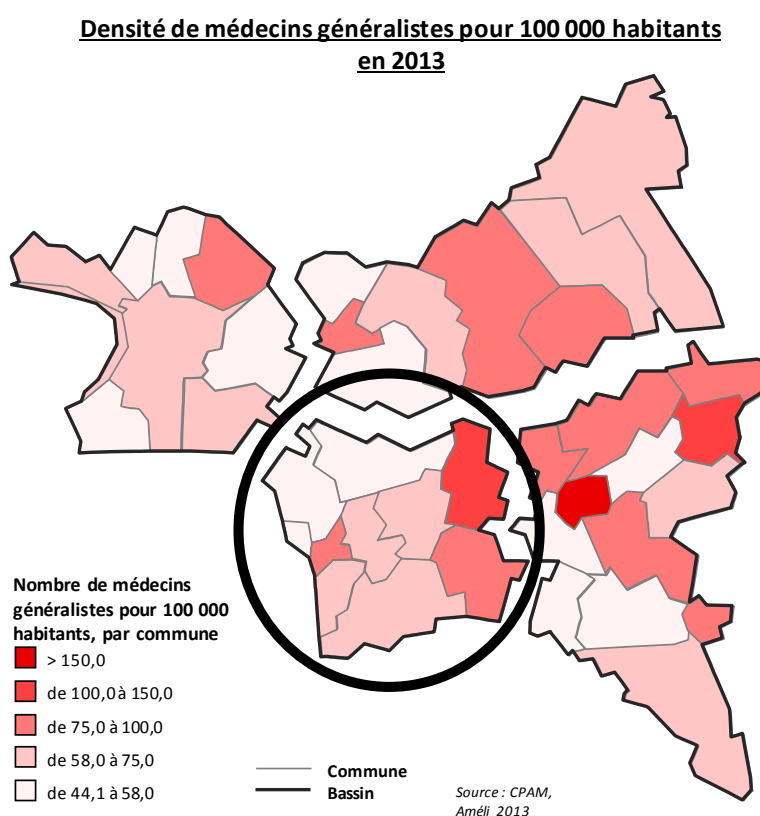 Densité de médecins généralistes pour 100 000 habitants
en 2013
Nombre de médecins
généralistes pour 100 000
habitants, par commune
> 150,0
de 100,0 à 150,0
de 75,0 à 100,0
de 58,0 à 75,0
de 44,1 à 58,0
Commune
Bassin
Source : CPAM,
Améli 2013